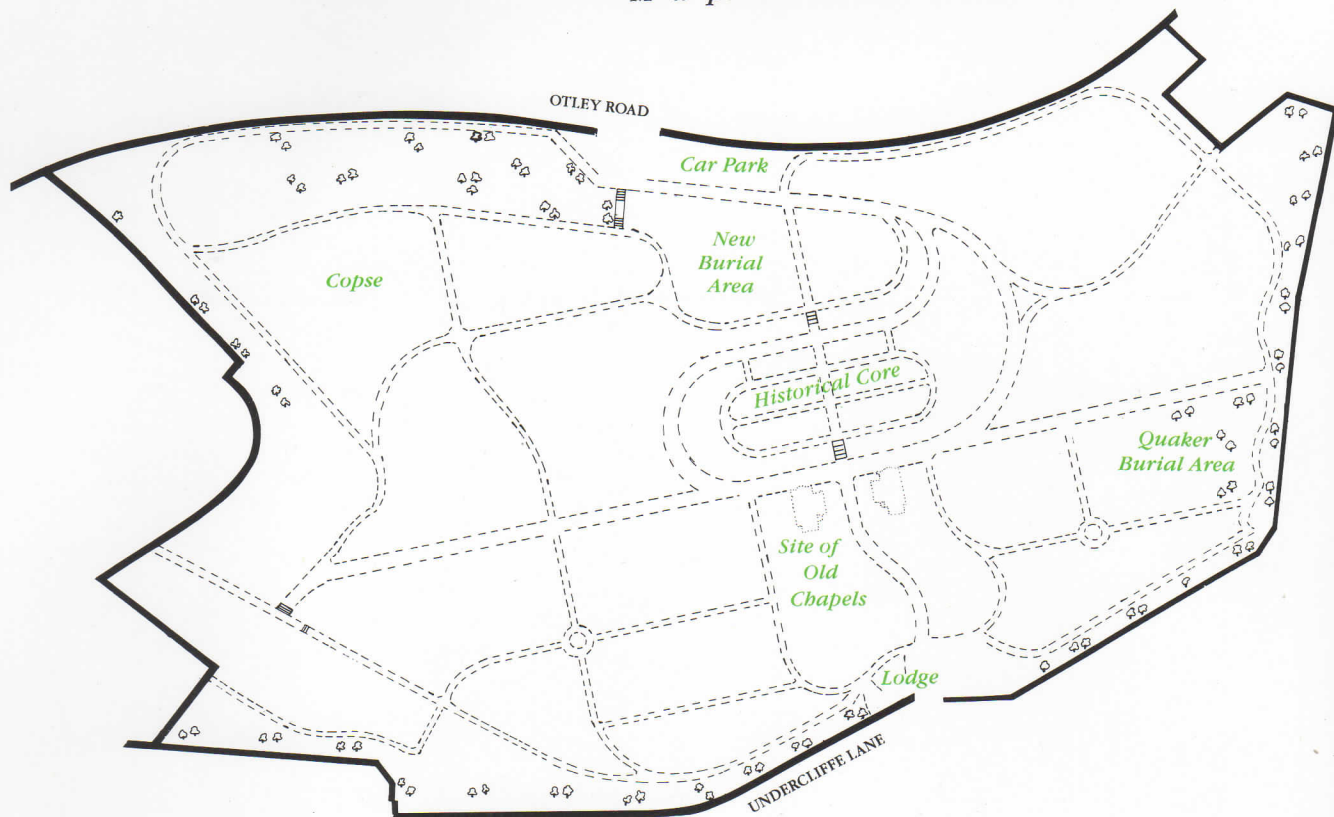 OTLEY ROAD
Car Park
New
Burial
Area
Copse
Historical Core
Quaker
Burial Area
Site of
Old
Chapels
Lodge
UNDERCLIFFE LANE